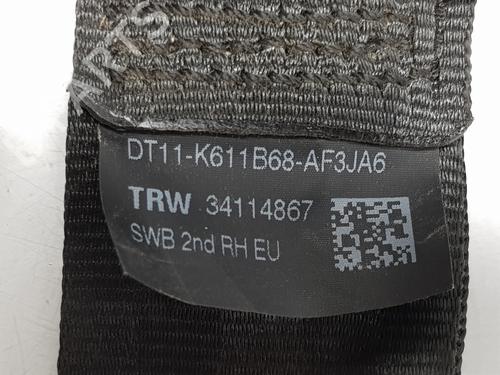 DT11-K611B68-AF3JA6
TRW 34114867
SWB 2nd RH EU